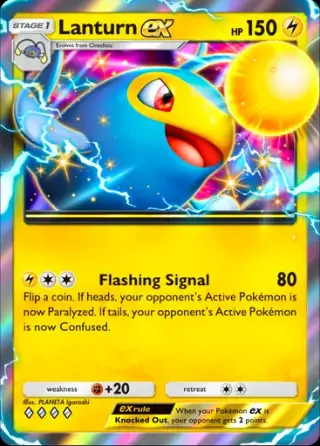 STAGE 1 Lanturn ex HP 150
Evolves from Chinchou
Flashing Signal 80
Flip a coin. If heads, your opponent's Active Pokémon
is now Paralyzed. If tails, your opponent's Active Pokémon
is now Confused.
weakness +20 retreat
Illus. PLANETA Igarashi
ex rule When your Pokémon ex is
Knocked Out, your opponent gets 2 points.